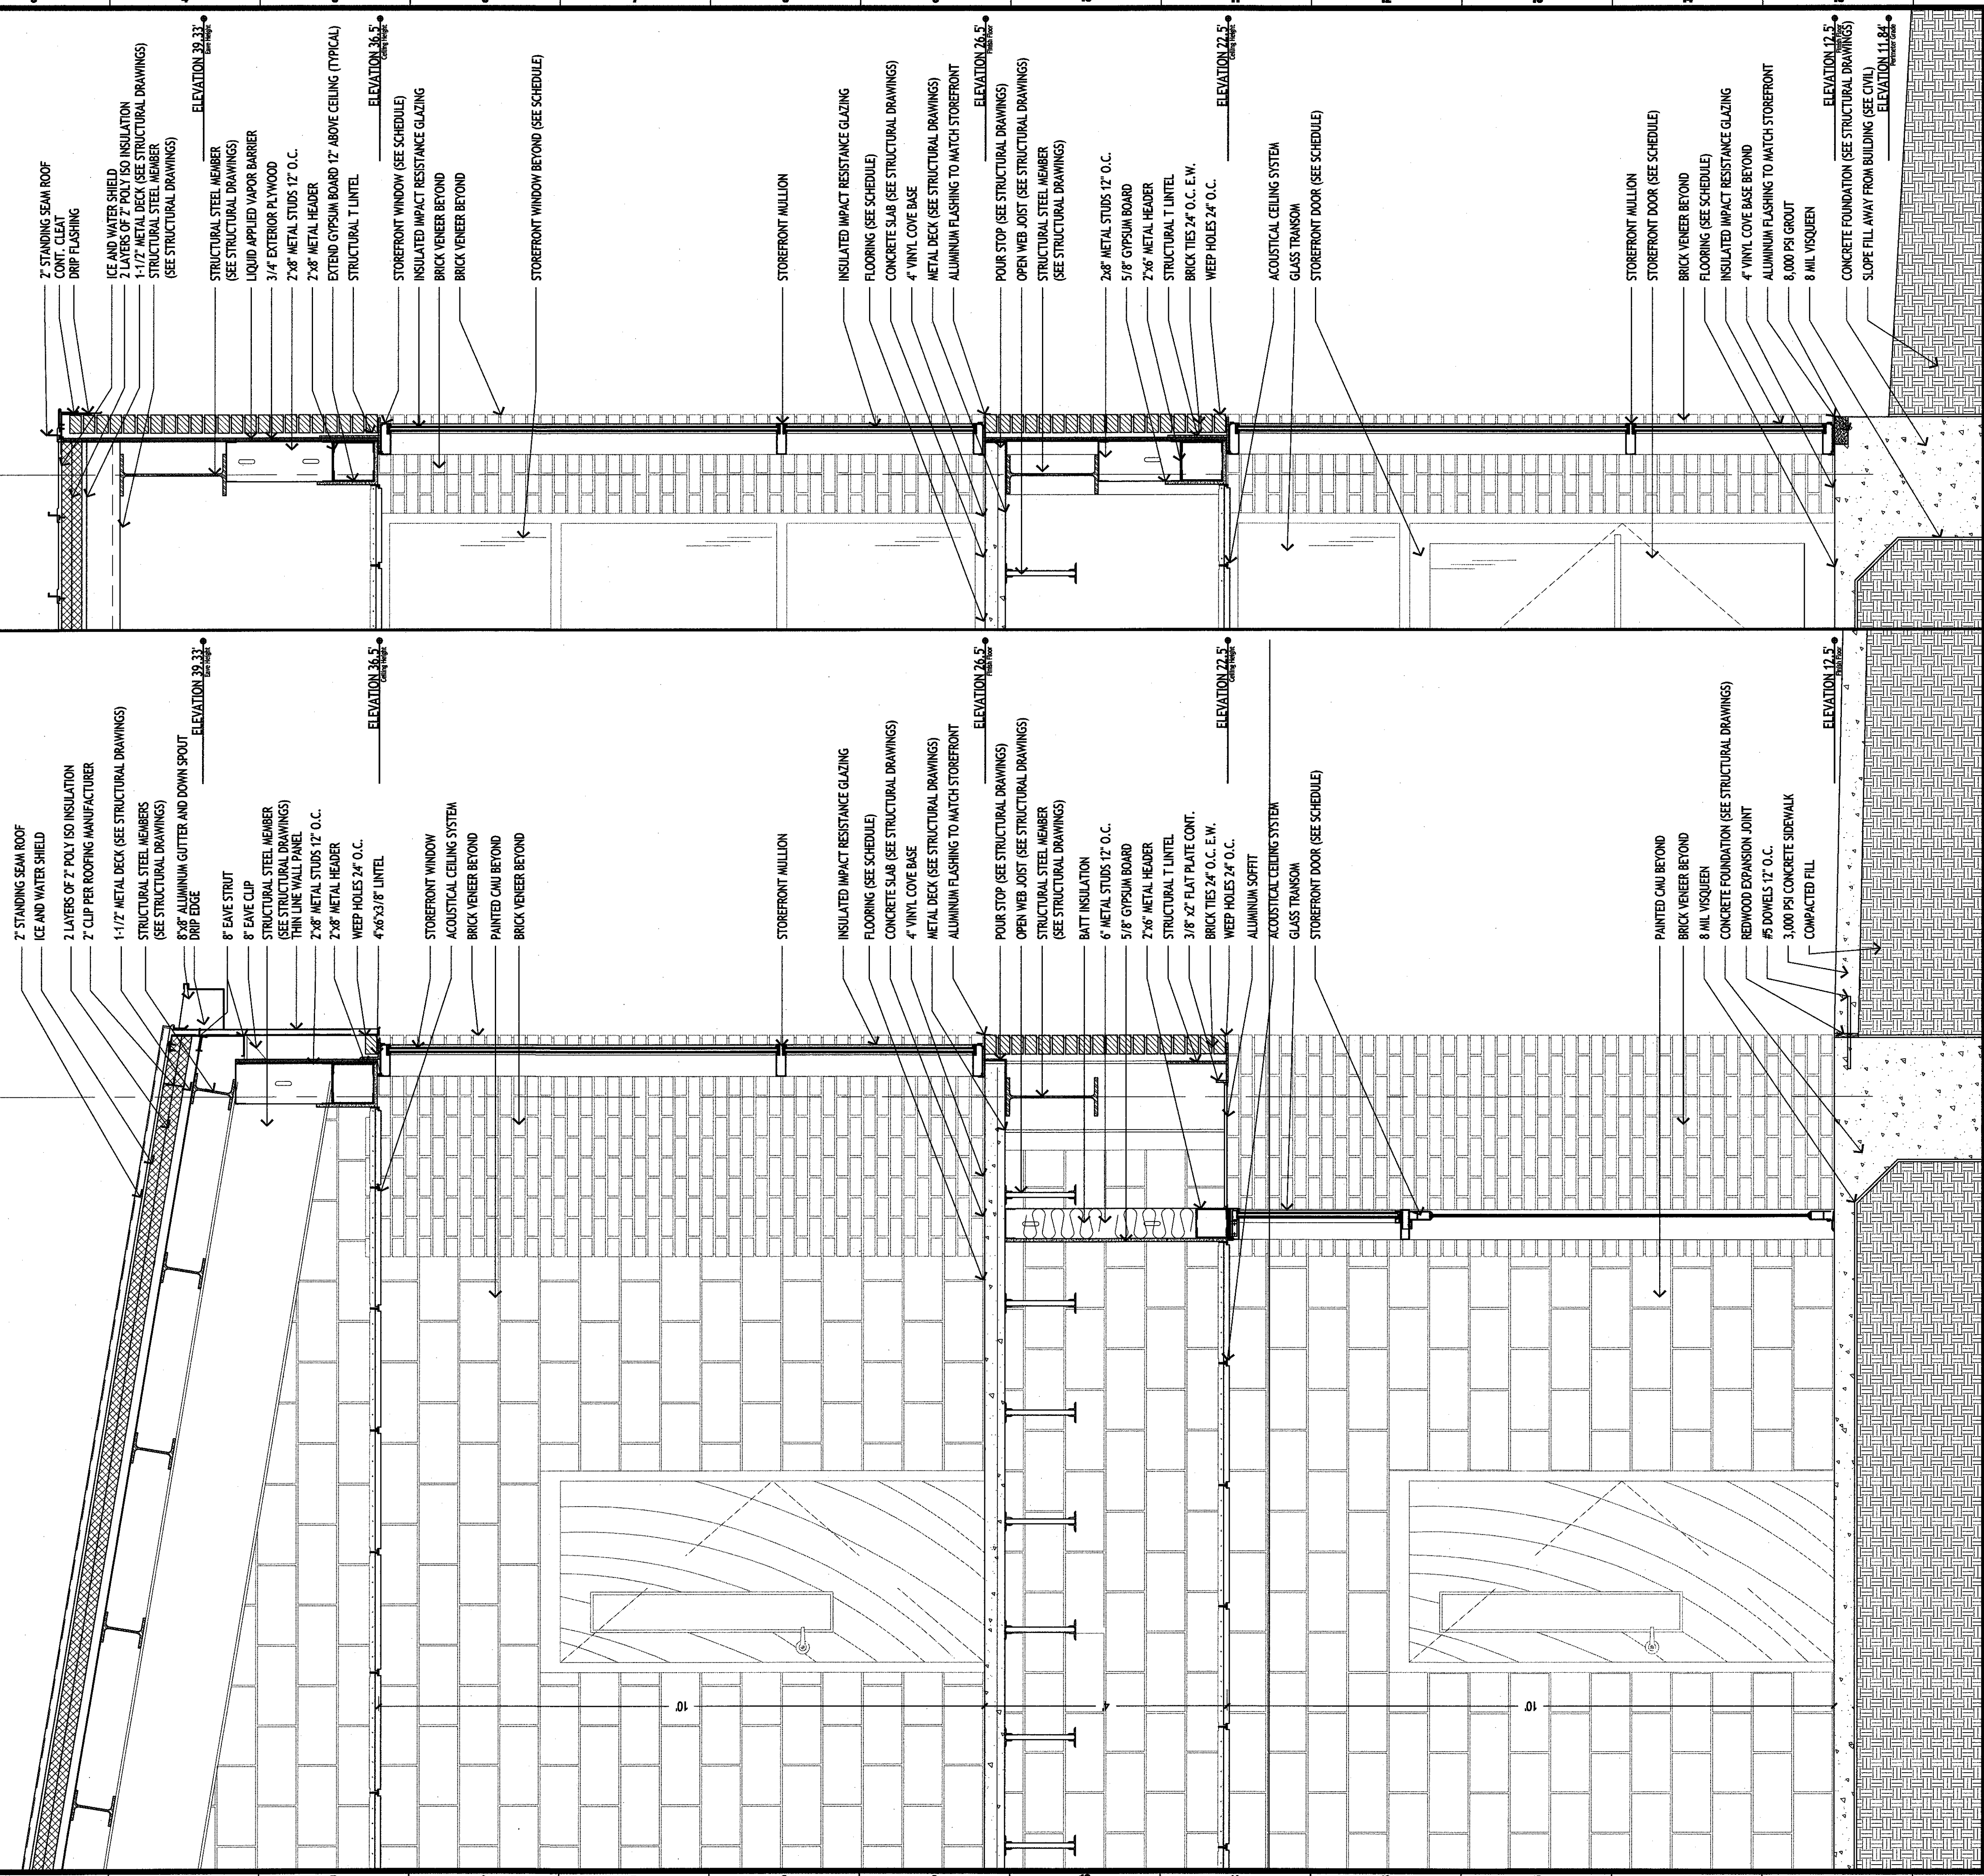 2" STANDING SEAM ROOF
CONT. CLEAT
DRIP FLASHING
ICE AND WATER SHIELD
2 LAYERS OF 2" POLY ISO INSULATION
1-1/2" METAL DECK (SEE STRUCTURAL DRAWINGS)
STRUCTURAL STEEL MEMBER
(SEE STRUCTURAL DRAWINGS)
ELEVATION 39.33'
Eave Height
STRUCTURAL STEEL MEMBER
(SEE STRUCTURAL DRAWINGS)
LIQUID APPLIED VAPOR BARRIER
3/4" EXTERIOR PLYWOOD
2"x8" METAL STUDS 12" O.C.
2"x8" METAL HEADER
EXTEND GYPSUM BOARD 12" ABOVE CEILING (TYPICAL)
STRUCTURAL T LINTEL
ELEVATION 36.5'
Ceiling Height
STOREFRONT WINDOW (SEE SCHEDULE)
INSULATED IMPACT RESISTANCE GLAZING
BRICK VENEER BEYOND
BRICK VENEER BEYOND
STOREFRONT WINDOW BEYOND (SEE SCHEDULE)
STOREFRONT MULLION
INSULATED IMPACT RESISTANCE GLAZING
FLOORING (SEE SCHEDULE)
CONCRETE SLAB (SEE STRUCTURAL DRAWINGS)
4" VINYL COVE BASE
METAL DECK (SEE STRUCTURAL DRAWINGS)
ALUMINUM FLASHING TO MATCH STOREFRONT
ELEVATION 26.5'
Finish Floor
POUR STOP (SEE STRUCTURAL DRAWINGS)
OPEN WEB JOIST (SEE STRUCTURAL DRAWINGS)
STRUCTURAL STEEL MEMBER
(SEE STRUCTURAL DRAWINGS)
2x8" METAL STUDS 12" O.C.
5/8" GYPSUM BOARD
2"x6" METAL HEADER
STRUCTURAL T LINTEL
BRICK TIES 24" O.C. E.W.
WEEP HOLES 24" O.C.
ELEVATION 22.5'
Ceiling Height
ACOUSTICAL CEILING SYSTEM
GLASS TRANSOM
STOREFRONT DOOR (SEE SCHEDULE)
STOREFRONT MULLION
STOREFRONT DOOR (SEE SCHEDULE)
BRICK VENEER BEYOND
FLOORING (SEE SCHEDULE)
INSULATED IMPACT RESISTANCE GLAZING
4" VINYL COVE BASE BEYOND
ALUMINUM FLASHING TO MATCH STOREFRONT
8,000 PSI GROUT
8 MIL VISQUEEN
ELEVATION 12.5'
Finish Floor
CONCRETE FOUNDATION (SEE STRUCTURAL DRAWINGS)
SLOPE FILL AWAY FROM BUILDING (SEE CIVIL)
ELEVATION 11.84'
Perimeter Grade
2" STANDING SEAM ROOF
ICE AND WATER SHIELD
2 LAYERS OF 2" POLY ISO INSULATION
2" CLIP PER ROOFING MANUFACTURER
1-1/2" METAL DECK (SEE STRUCTURAL DRAWINGS)
STRUCTURAL STEEL MEMBERS
(SEE STRUCTURAL DRAWINGS)
8"x8" ALUMINUM GUTTER AND DOWN SPOUT
DRIP EDGE
ELEVATION 39.33'
Eave Height
8" EAVE STRUT
8" EAVE CLIP
STRUCTURAL STEEL MEMBER
(SEE STRUCTURAL DRAWINGS)
THIN LINE WALL PANEL
2"x8" METAL STUDS 12" O.C.
2"x8" METAL HEADER
WEEP HOLES 24" O.C.
4"x6"x3/8" LINTEL
ELEVATION 36.5'
Ceiling Height
STOREFRONT WINDOW
ACOUSTICAL CEILING SYSTEM
BRICK VENEER BEYOND
PAINTED CMU BEYOND
BRICK VENEER BEYOND
STOREFRONT MULLION
INSULATED IMPACT RESISTANCE GLAZING
FLOORING (SEE SCHEDULE)
CONCRETE SLAB (SEE STRUCTURAL DRAWINGS)
4" VINYL COVE BASE
METAL DECK (SEE STRUCTURAL DRAWINGS)
ALUMINUM FLASHING TO MATCH STOREFRONT
ELEVATION 26.5'
Finish Floor
POUR STOP (SEE STRUCTURAL DRAWINGS)
OPEN WEB JOIST (SEE STRUCTURAL DRAWINGS)
STRUCTURAL STEEL MEMBER
(SEE STRUCTURAL DRAWINGS)
BATT INSULATION
6" METAL STUDS 12" O.C.
5/8" GYPSUM BOARD
2"x6" METAL HEADER
STRUCTURAL T LINTEL
3/8" x2" FLAT PLATE CONT.
BRICK TIES 24" O.C. E.W.
WEEP HOLES 24" O.C.
ELEVATION 22.5'
Ceiling Height
ALUMINUM SOFFIT
ACOUSTICAL CEILING SYSTEM
GLASS TRANSOM
STOREFRONT DOOR (SEE SCHEDULE)
PAINTED CMU BEYOND
BRICK VENEER BEYOND
8 MIL VISQUEEN
CONCRETE FOUNDATION (SEE STRUCTURAL DRAWINGS)
REDWOOD EXPANSION JOINT
#5 DOWELS 12" O.C.
3,000 PSI CONCRETE SIDEWALK
COMPACTED FILL
ELEVATION 12.5'
Finish Floor
10'
4'
10'